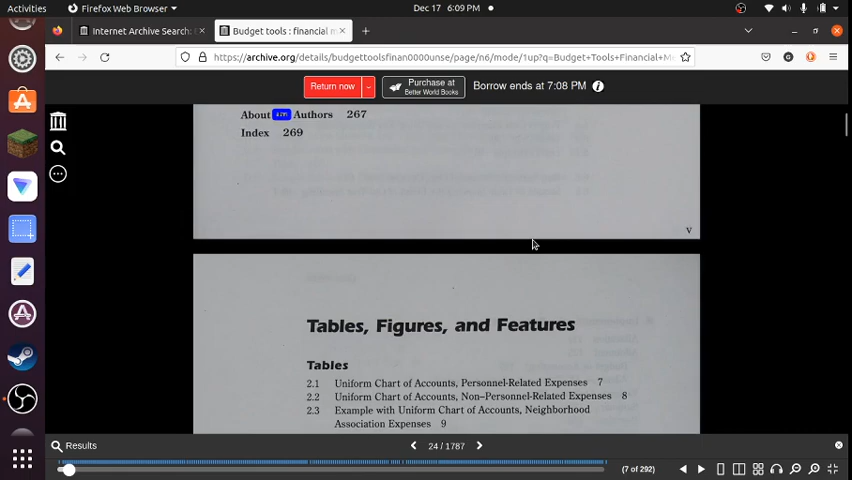 Activities Firefox Web Browser Dec 17 6:09 PM
Internet Archive Search: Budget tools : financial m
https://archive.org/details/budgettoolsfinan0000unse/page/n6/mode/1up?q=Budget+Tools+Financial+M
Return now Purchase at Better World Books Borrow ends at 7:08 PM
About Authors 267
Index 269
v
Tables, Figures, and Features
Tables
2.1 Uniform Chart of Accounts, Personnel-Related Expenses 7
2.2 Uniform Chart of Accounts, Non–Personnel-Related Expenses 8
2.3 Example with Uniform Chart of Accounts, Neighborhood
Association Expenses 9
Results 24 / 1787
(7 of 292)